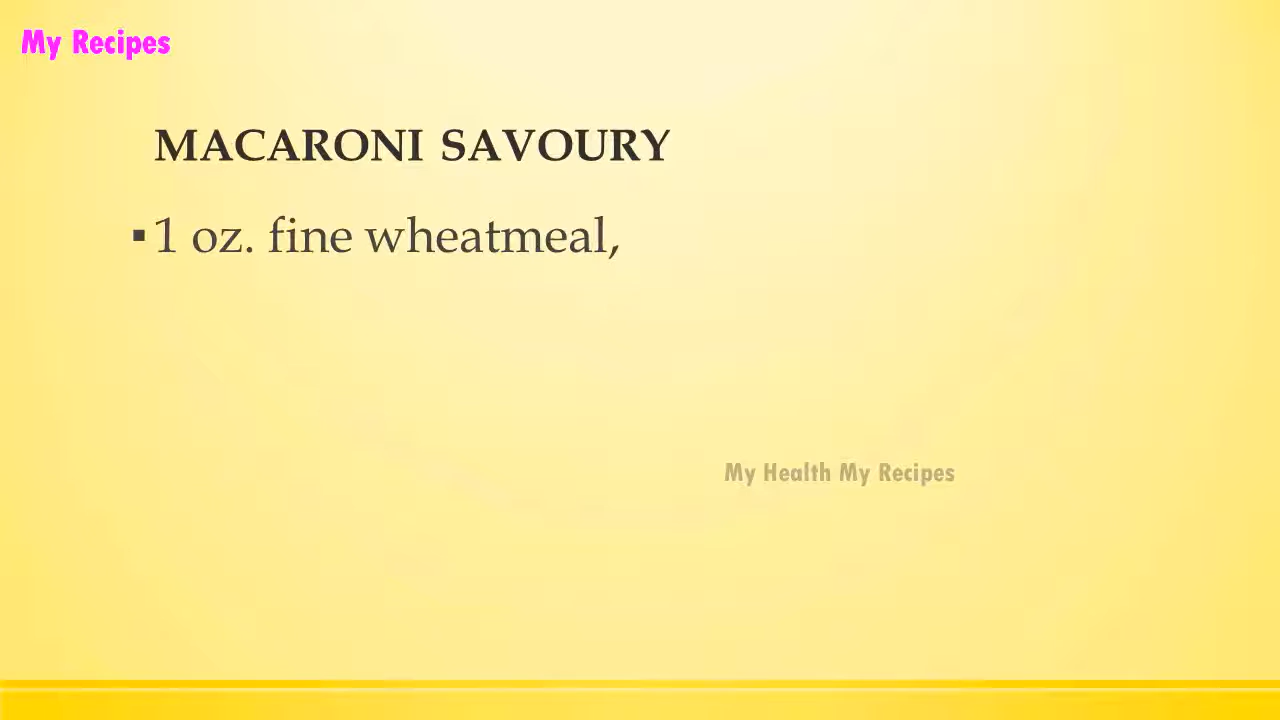 My Recipes
MACARONI SAVOURY
▪ 1 oz. fine wheatmeal,
My Health My Recipes